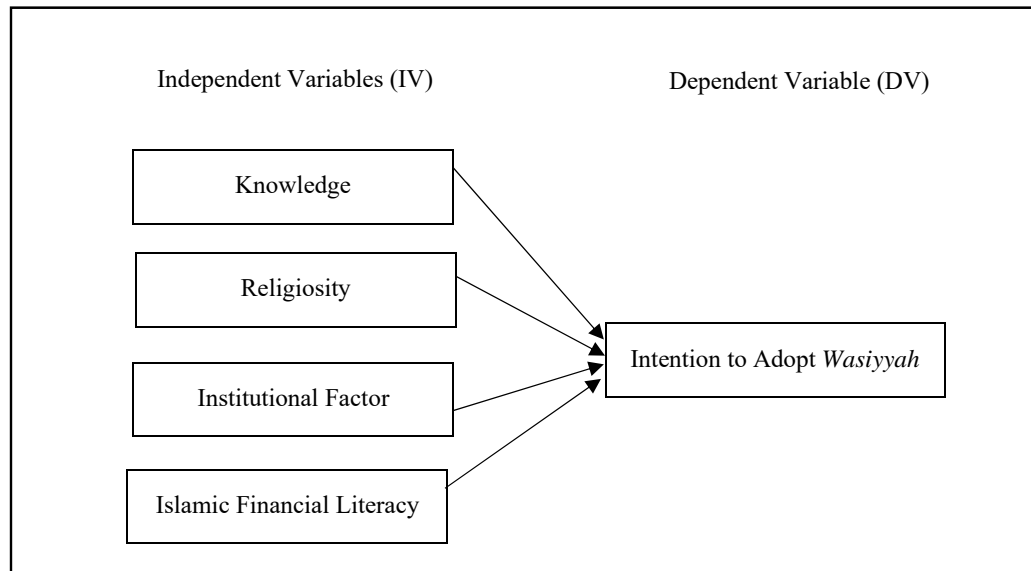 Independent Variables (IV)
Dependent Variable (DV)
Knowledge
Religiosity
Institutional Factor
Islamic Financial Literacy
Intention to Adopt Wasiyyah